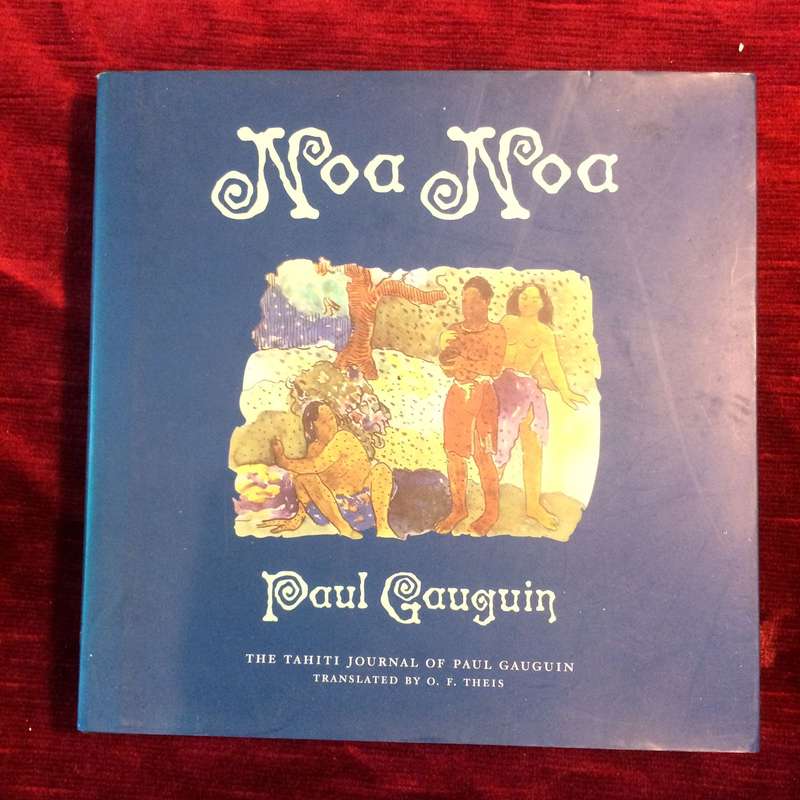 Noa Noa
Paul Gauguin
THE TAHITI JOURNAL OF PAUL GAUGUIN
TRANSLATED BY O. F. THEIS